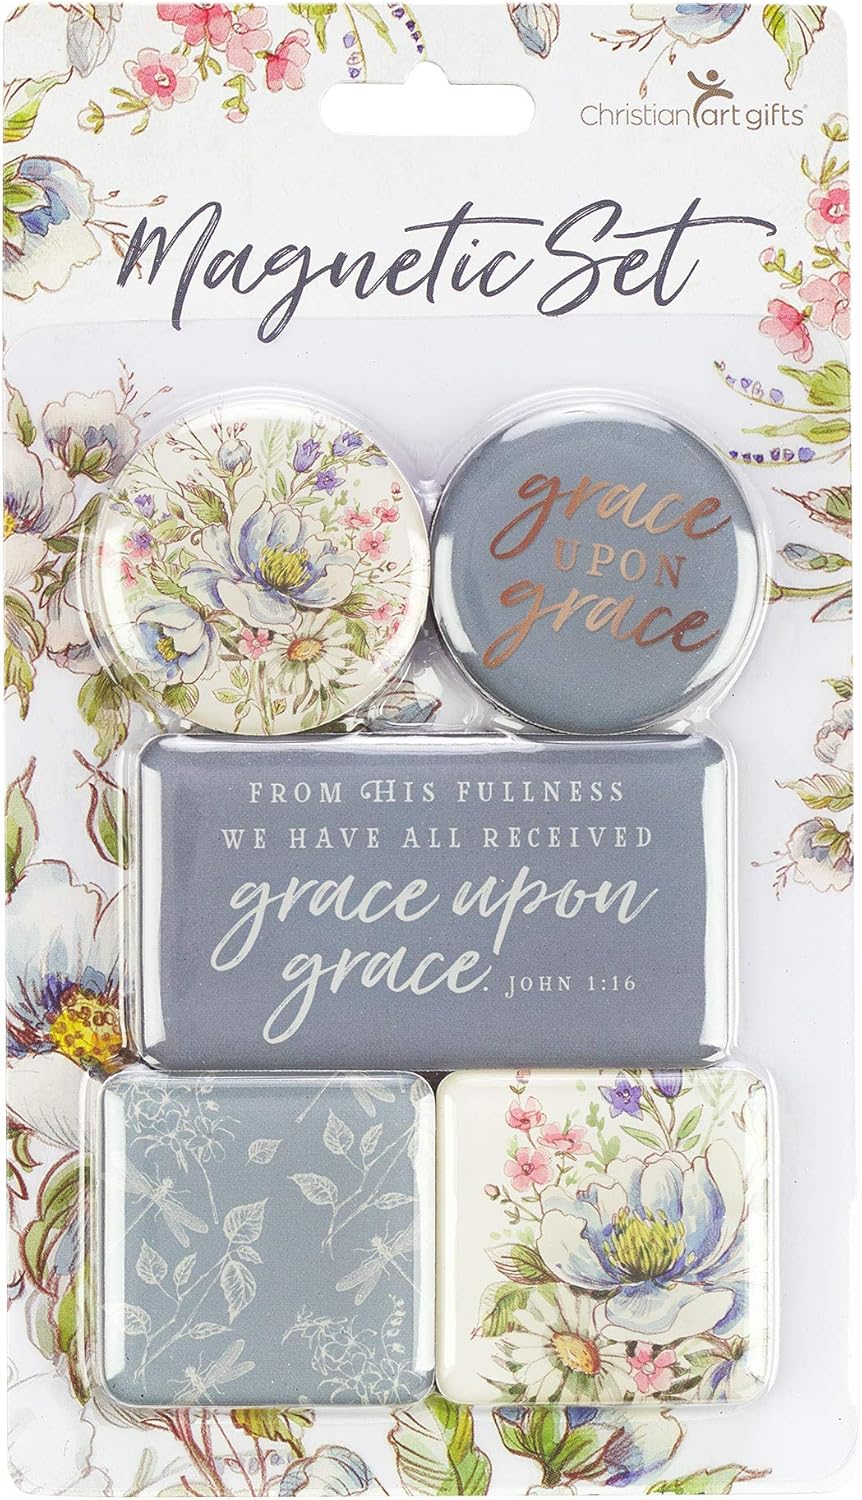 Christian art gifts®
Magnetic Set
grace
UPON
grace
FROM HIS FULLNESS
WE HAVE ALL RECEIVED
grace upon
grace. JOHN 1:16